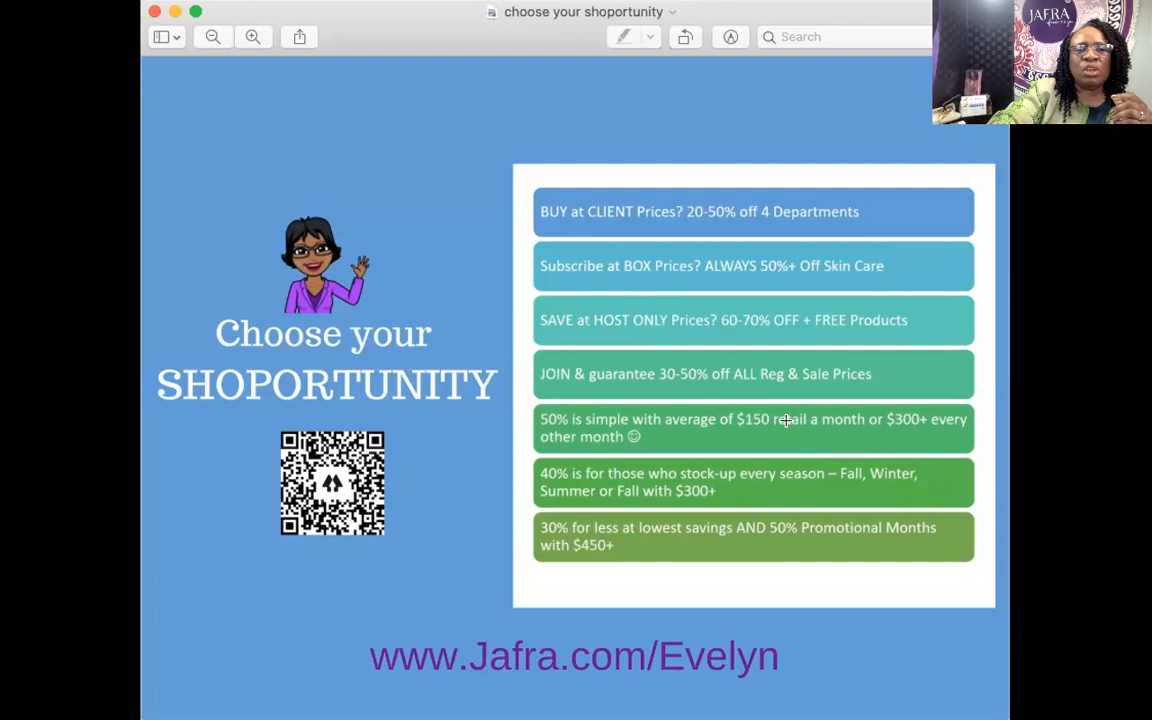 choose your shoportunity
Search
JAFRA
BUY at CLIENT Prices? 20-50% off 4 Departments
Subscribe at BOX Prices? ALWAYS 50%+ Off Skin Care
SAVE at HOST ONLY Prices? 60-70% OFF + FREE Products
JOIN & guarantee 30-50% off ALL Reg & Sale Prices
50% is simple with average of $150 retail a month or $300+ every
other month ☺
40% is for those who stock-up every season – Fall, Winter,
Summer or Fall with $300+
30% for less at lowest savings AND 50% Promotional Months
with $450+
Choose your
SHOPORTUNITY
www.Jafra.com/Evelyn